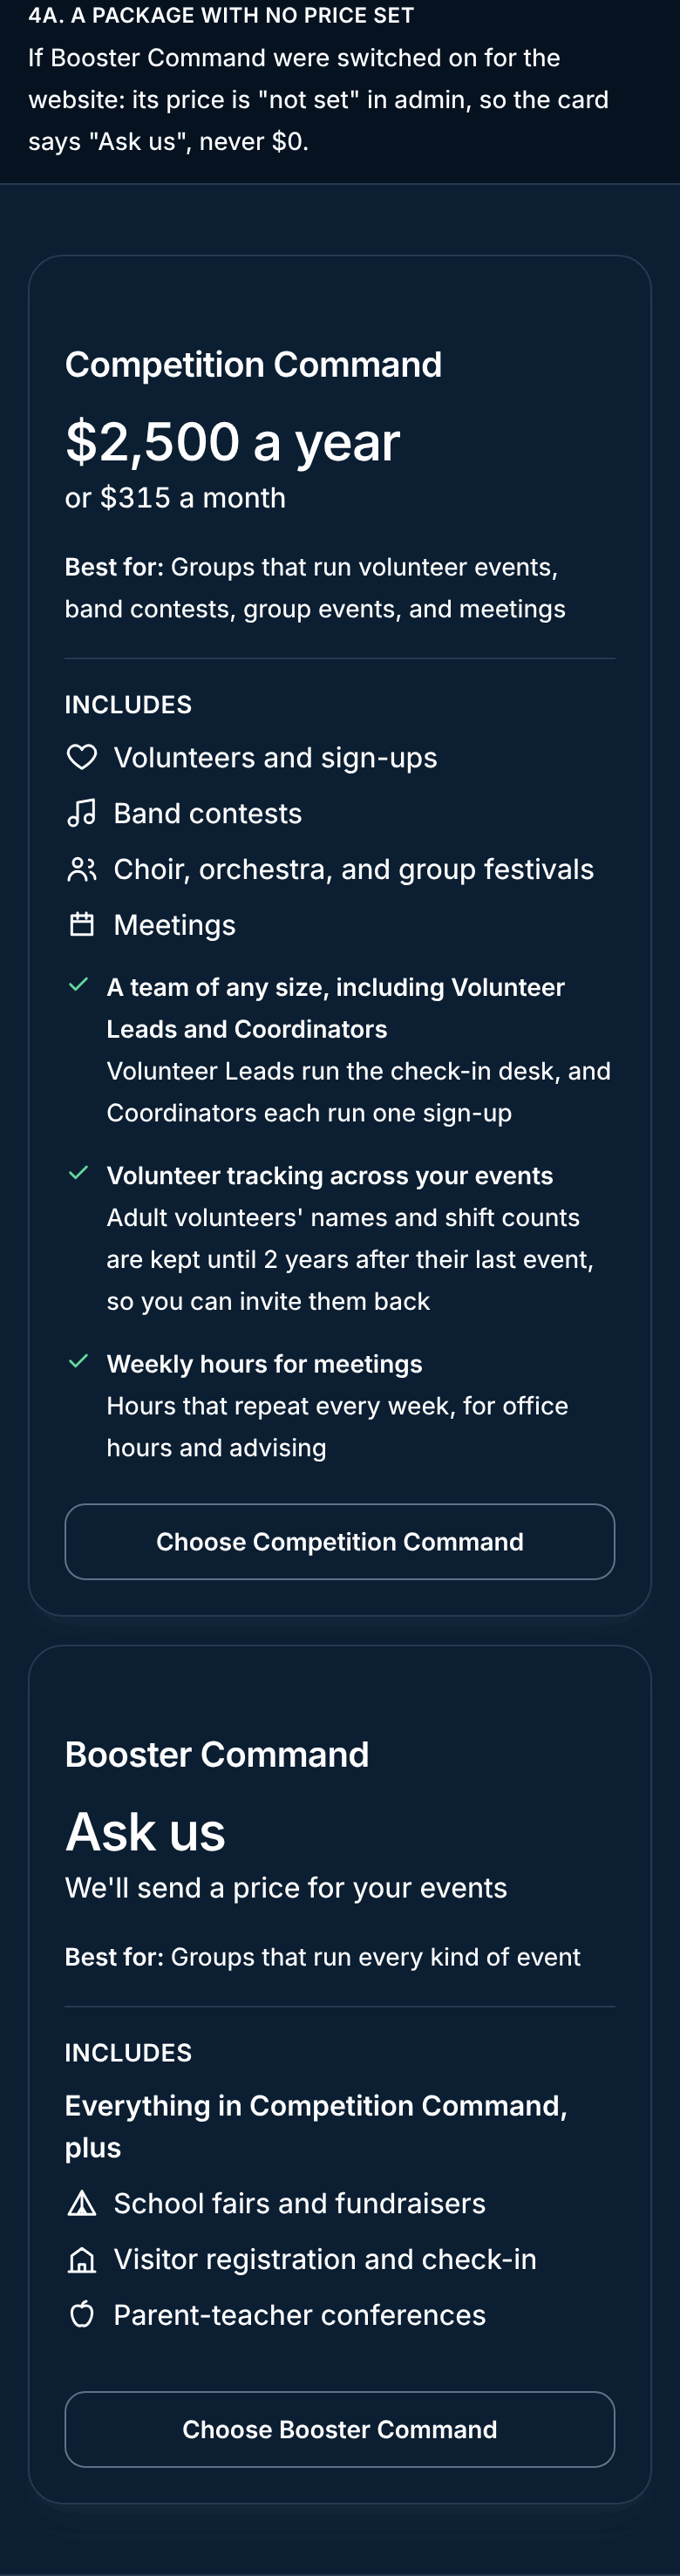 4A. A PACKAGE WITH NO PRICE SET
If Booster Command were switched on for the
website: its price is "not set" in admin, so the card
says "Ask us", never $0.
Competition Command
$2,500 a year
or $315 a month
Best for: Groups that run volunteer events,
band contests, group events, and meetings
INCLUDES
Volunteers and sign-ups
Band contests
Choir, orchestra, and group festivals
Meetings
A team of any size, including Volunteer
Leads and Coordinators
Volunteer Leads run the check-in desk, and
Coordinators each run one sign-up
Volunteer tracking across your events
Adult volunteers' names and shift counts
are kept until 2 years after their last event,
so you can invite them back
Weekly hours for meetings
Hours that repeat every week, for office
hours and advising
Choose Competition Command
Booster Command
Ask us
We'll send a price for your events
Best for: Groups that run every kind of event
INCLUDES
Everything in Competition Command,
plus
School fairs and fundraisers
Visitor registration and check-in
Parent-teacher conferences
Choose Booster Command